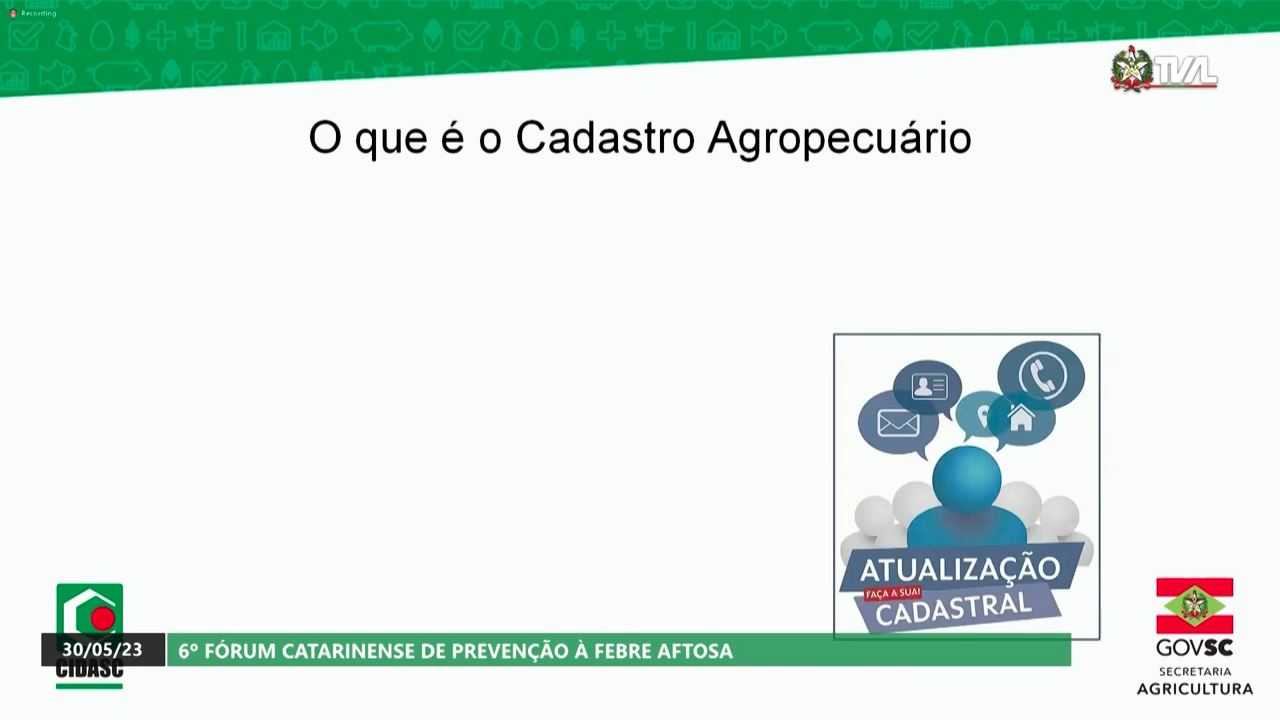 Recording
TVAL
O que é o Cadastro Agropecuário
ATUALIZAÇÃO
FAÇA A SUA!
CADASTRAL
30/05/23
6º FÓRUM CATARINENSE DE PREVENÇÃO À FEBRE AFTOSA
CIDASC
GOVSC
SECRETARIA
AGRICULTURA